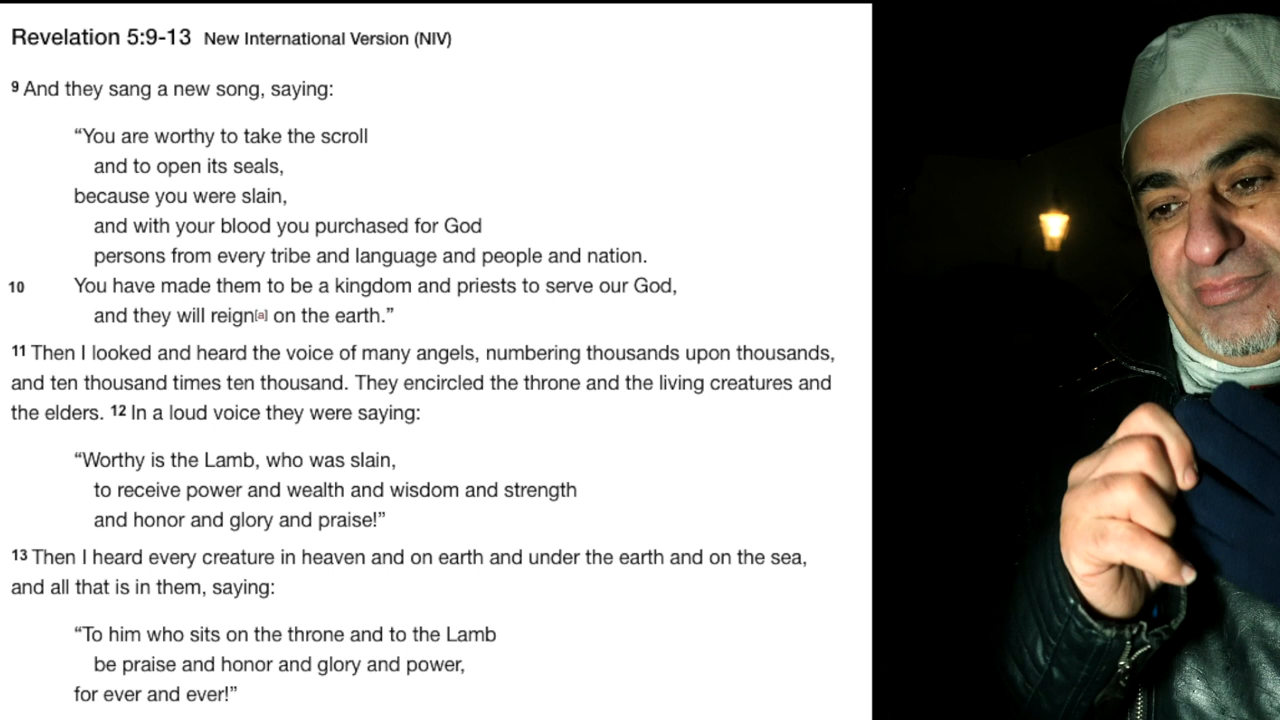 Revelation 5:9-13 New International Version (NIV)
9 And they sang a new song, saying:
“You are worthy to take the scroll
and to open its seals,
because you were slain,
and with your blood you purchased for God
persons from every tribe and language and people and nation.
10 You have made them to be a kingdom and priests to serve our God,
and they will reign[a] on the earth.”
11 Then I looked and heard the voice of many angels, numbering thousands upon thousands,
and ten thousand times ten thousand. They encircled the throne and the living creatures and
the elders. 12 In a loud voice they were saying:
“Worthy is the Lamb, who was slain,
to receive power and wealth and wisdom and strength
and honor and glory and praise!”
13 Then I heard every creature in heaven and on earth and under the earth and on the sea,
and all that is in them, saying:
“To him who sits on the throne and to the Lamb
be praise and honor and glory and power,
for ever and ever!”